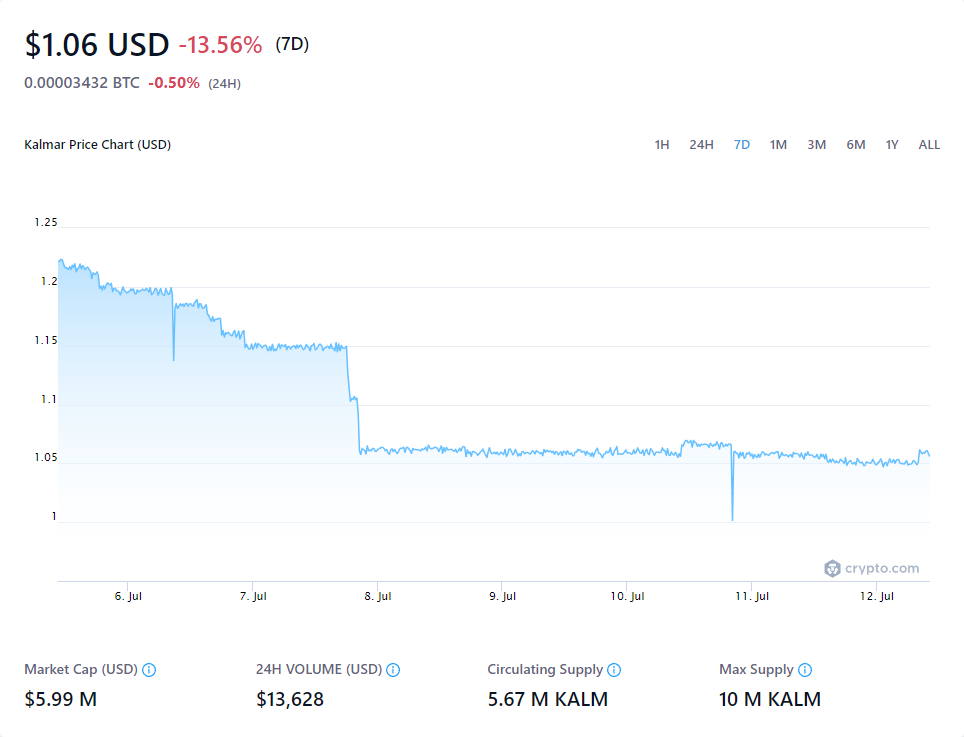 $1.06 USD -13.56% (7D)
0.00003432 BTC -0.50% (24H)
Kalmar Price Chart (USD)
1H 24H 7D 1M 3M 6M 1Y ALL
1.25
1.2
1.15
1.1
1.05
1
crypto.com
6. Jul 7. Jul 8. Jul 9. Jul 10. Jul 11. Jul 12. Jul
Market Cap (USD) 24H VOLUME (USD) Circulating Supply Max Supply
$5.99 M $13,628 5.67 M KALM 10 M KALM